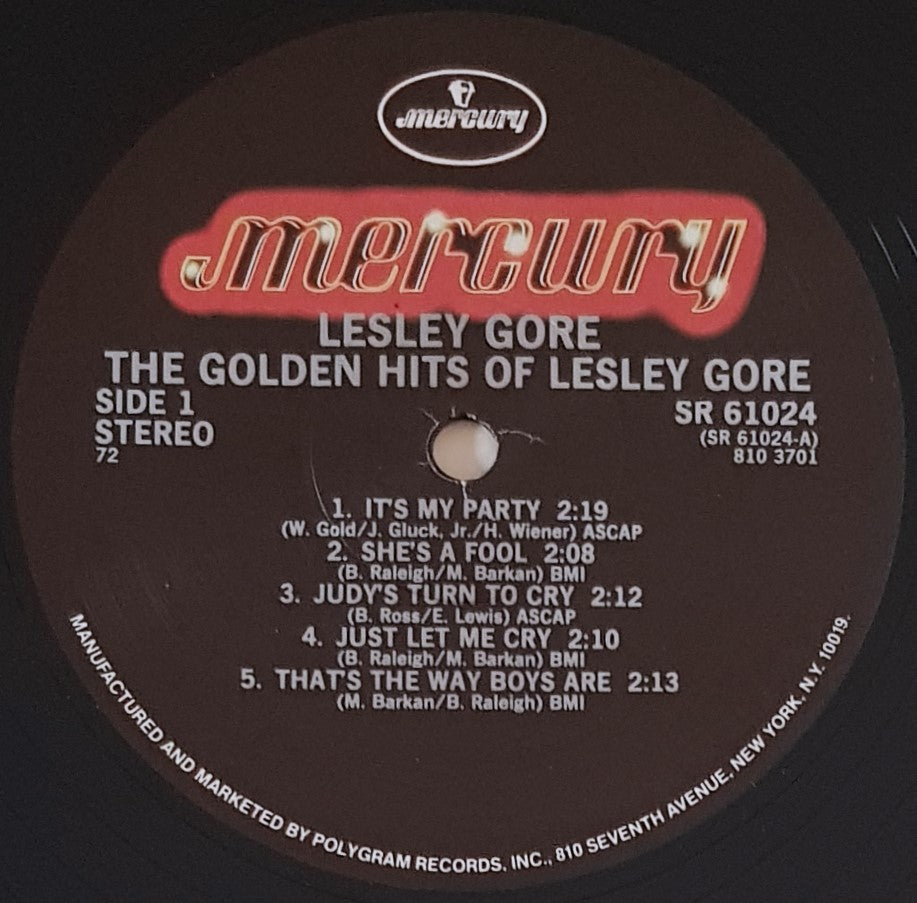 mercury
mercury
LESLEY GORE
THE GOLDEN HITS OF LESLEY GORE
SIDE 1
STEREO
72
SR 61024
(SR 61024-A)
810 3701
1. IT'S MY PARTY 2:19
(W. Gold/J. Gluck, Jr./H. Wiener) ASCAP
2. SHE'S A FOOL 2:08
(B. Raleigh/M. Barkan) BMI
3. JUDY'S TURN TO CRY 2:12
(B. Ross/E. Lewis) ASCAP
4. JUST LET ME CRY 2:10
(B. Raleigh/M. Barkan) BMI
5. THAT'S THE WAY BOYS ARE 2:13
(M. Barkan/B. Raleigh) BMI
MANUFACTURED AND MARKETED BY POLYGRAM RECORDS, INC., 810 SEVENTH AVENUE, NEW YORK, N.Y. 10019.